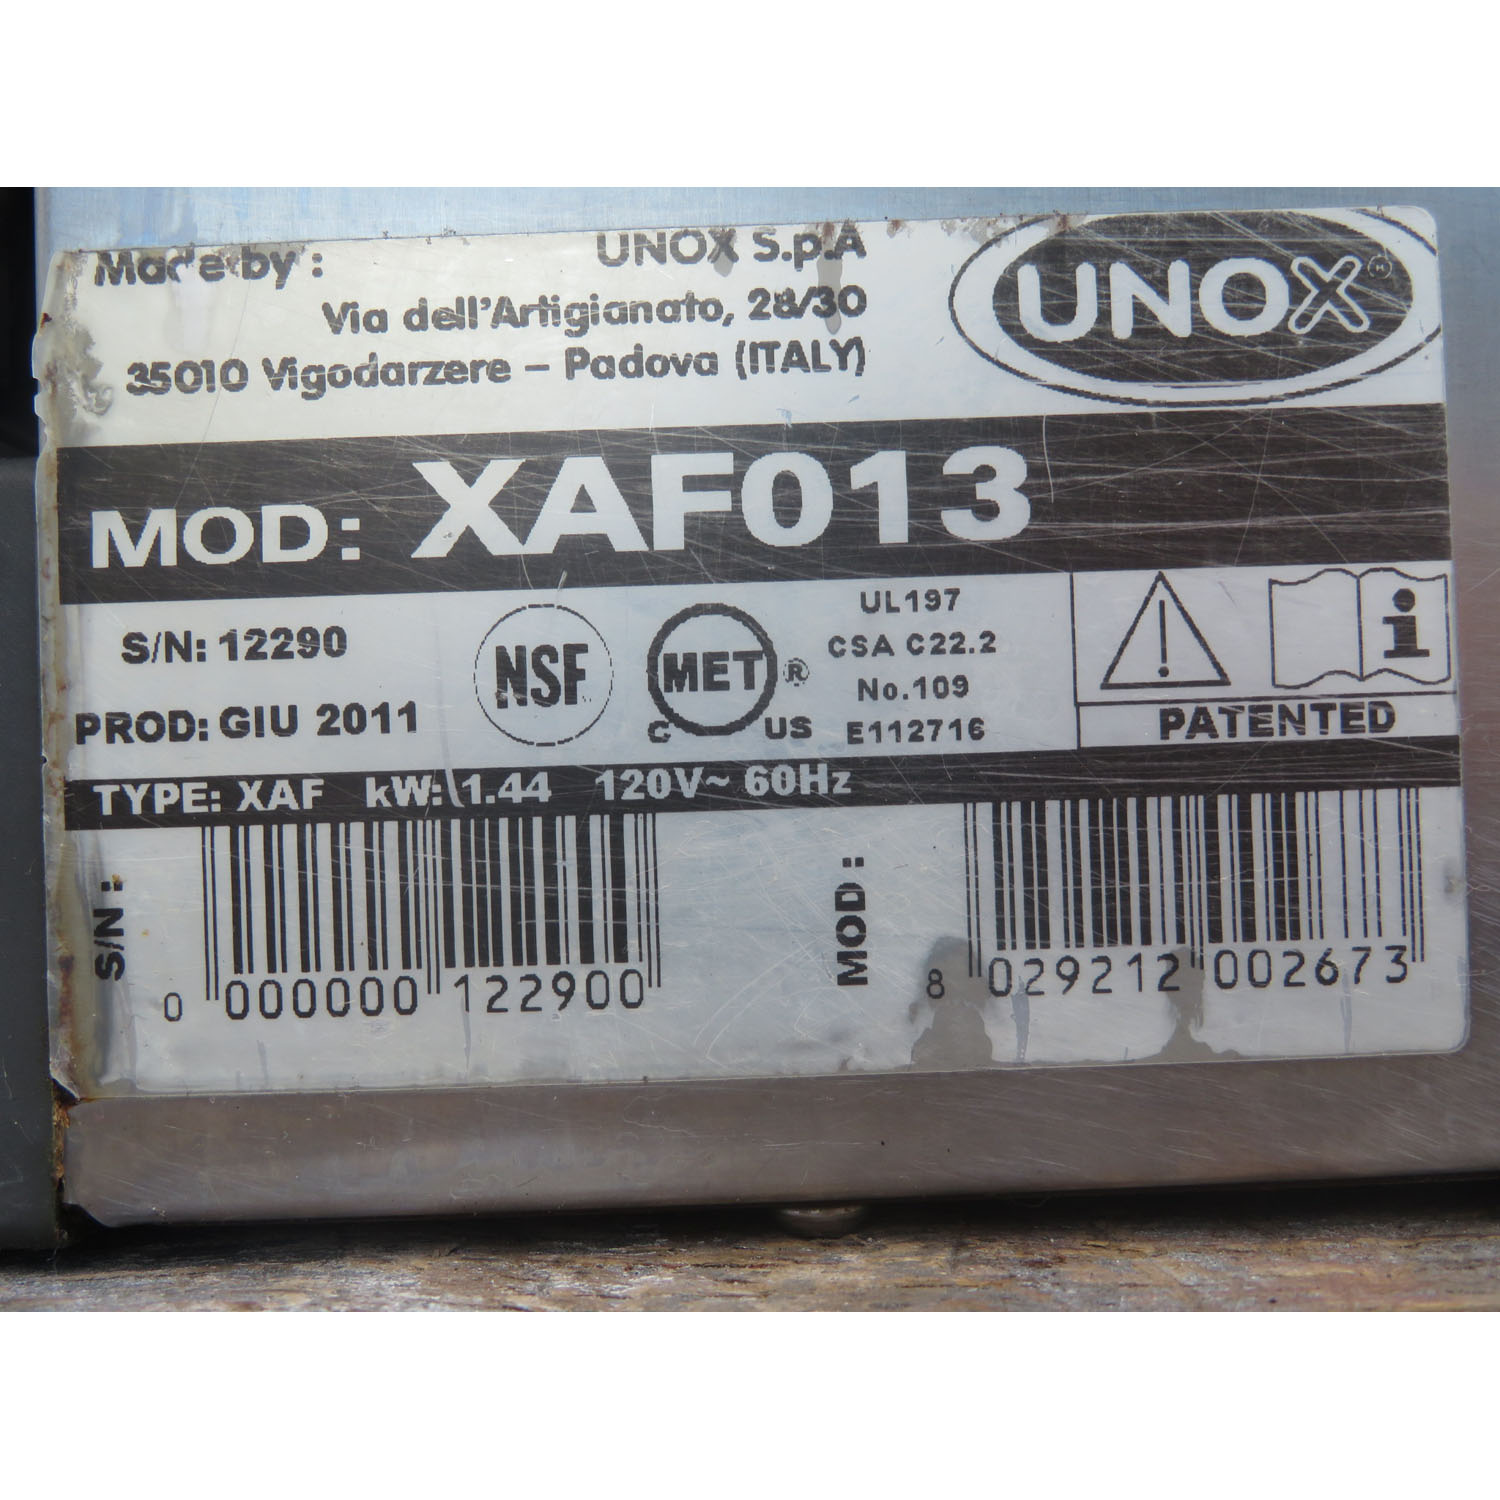 Made by :
UNOX S.p.A
Via dell'Artigianato, 28/30
35010 Vigodarzere – Padova (ITALY)
UNOX
MOD: XAF013
S/N: 12290
PROD: GIU 2011
NSF
MET ®
C US
UL197
CSA C22.2
No.109
E112716
i
PATENTED
TYPE: XAF kW: 1.44 120V~ 60Hz
S/N :
0 000000 122900
MOD :
8 029212 002673